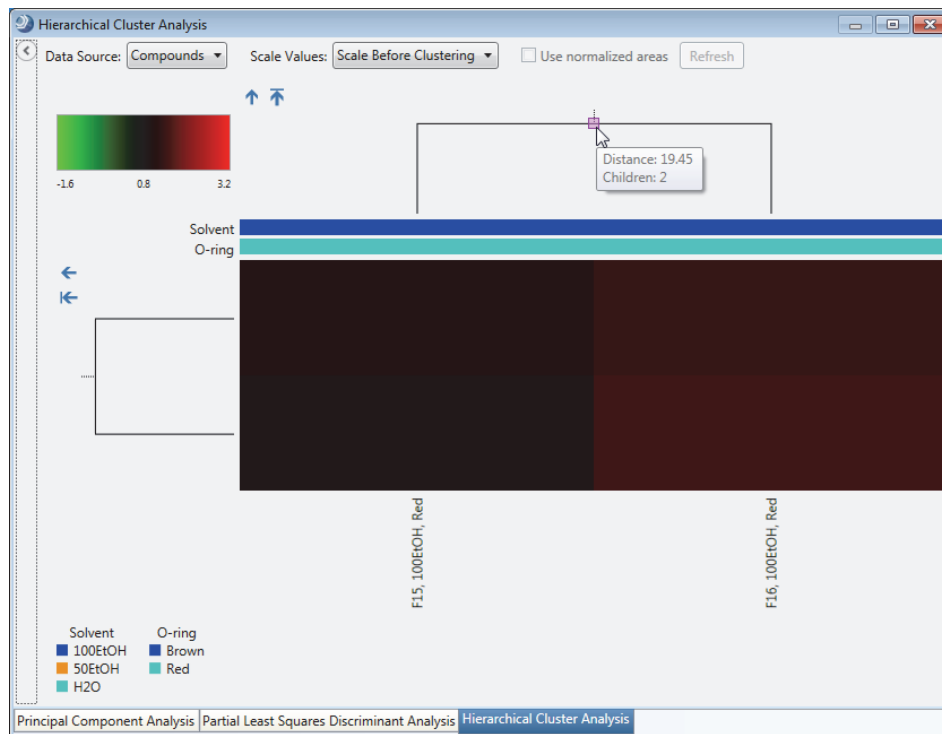 Hierarchical Cluster Analysis
Data Source: Compounds Scale Values: Scale Before Clustering Use normalized areas Refresh
-1.6 0.8 3.2
Distance: 19.45
Children: 2
Solvent
O-ring
F15, 100EtOH, Red
F16, 100EtOH, Red
Solvent O-ring
100EtOH Brown
50EtOH Red
H2O
Principal Component Analysis Partial Least Squares Discriminant Analysis Hierarchical Cluster Analysis